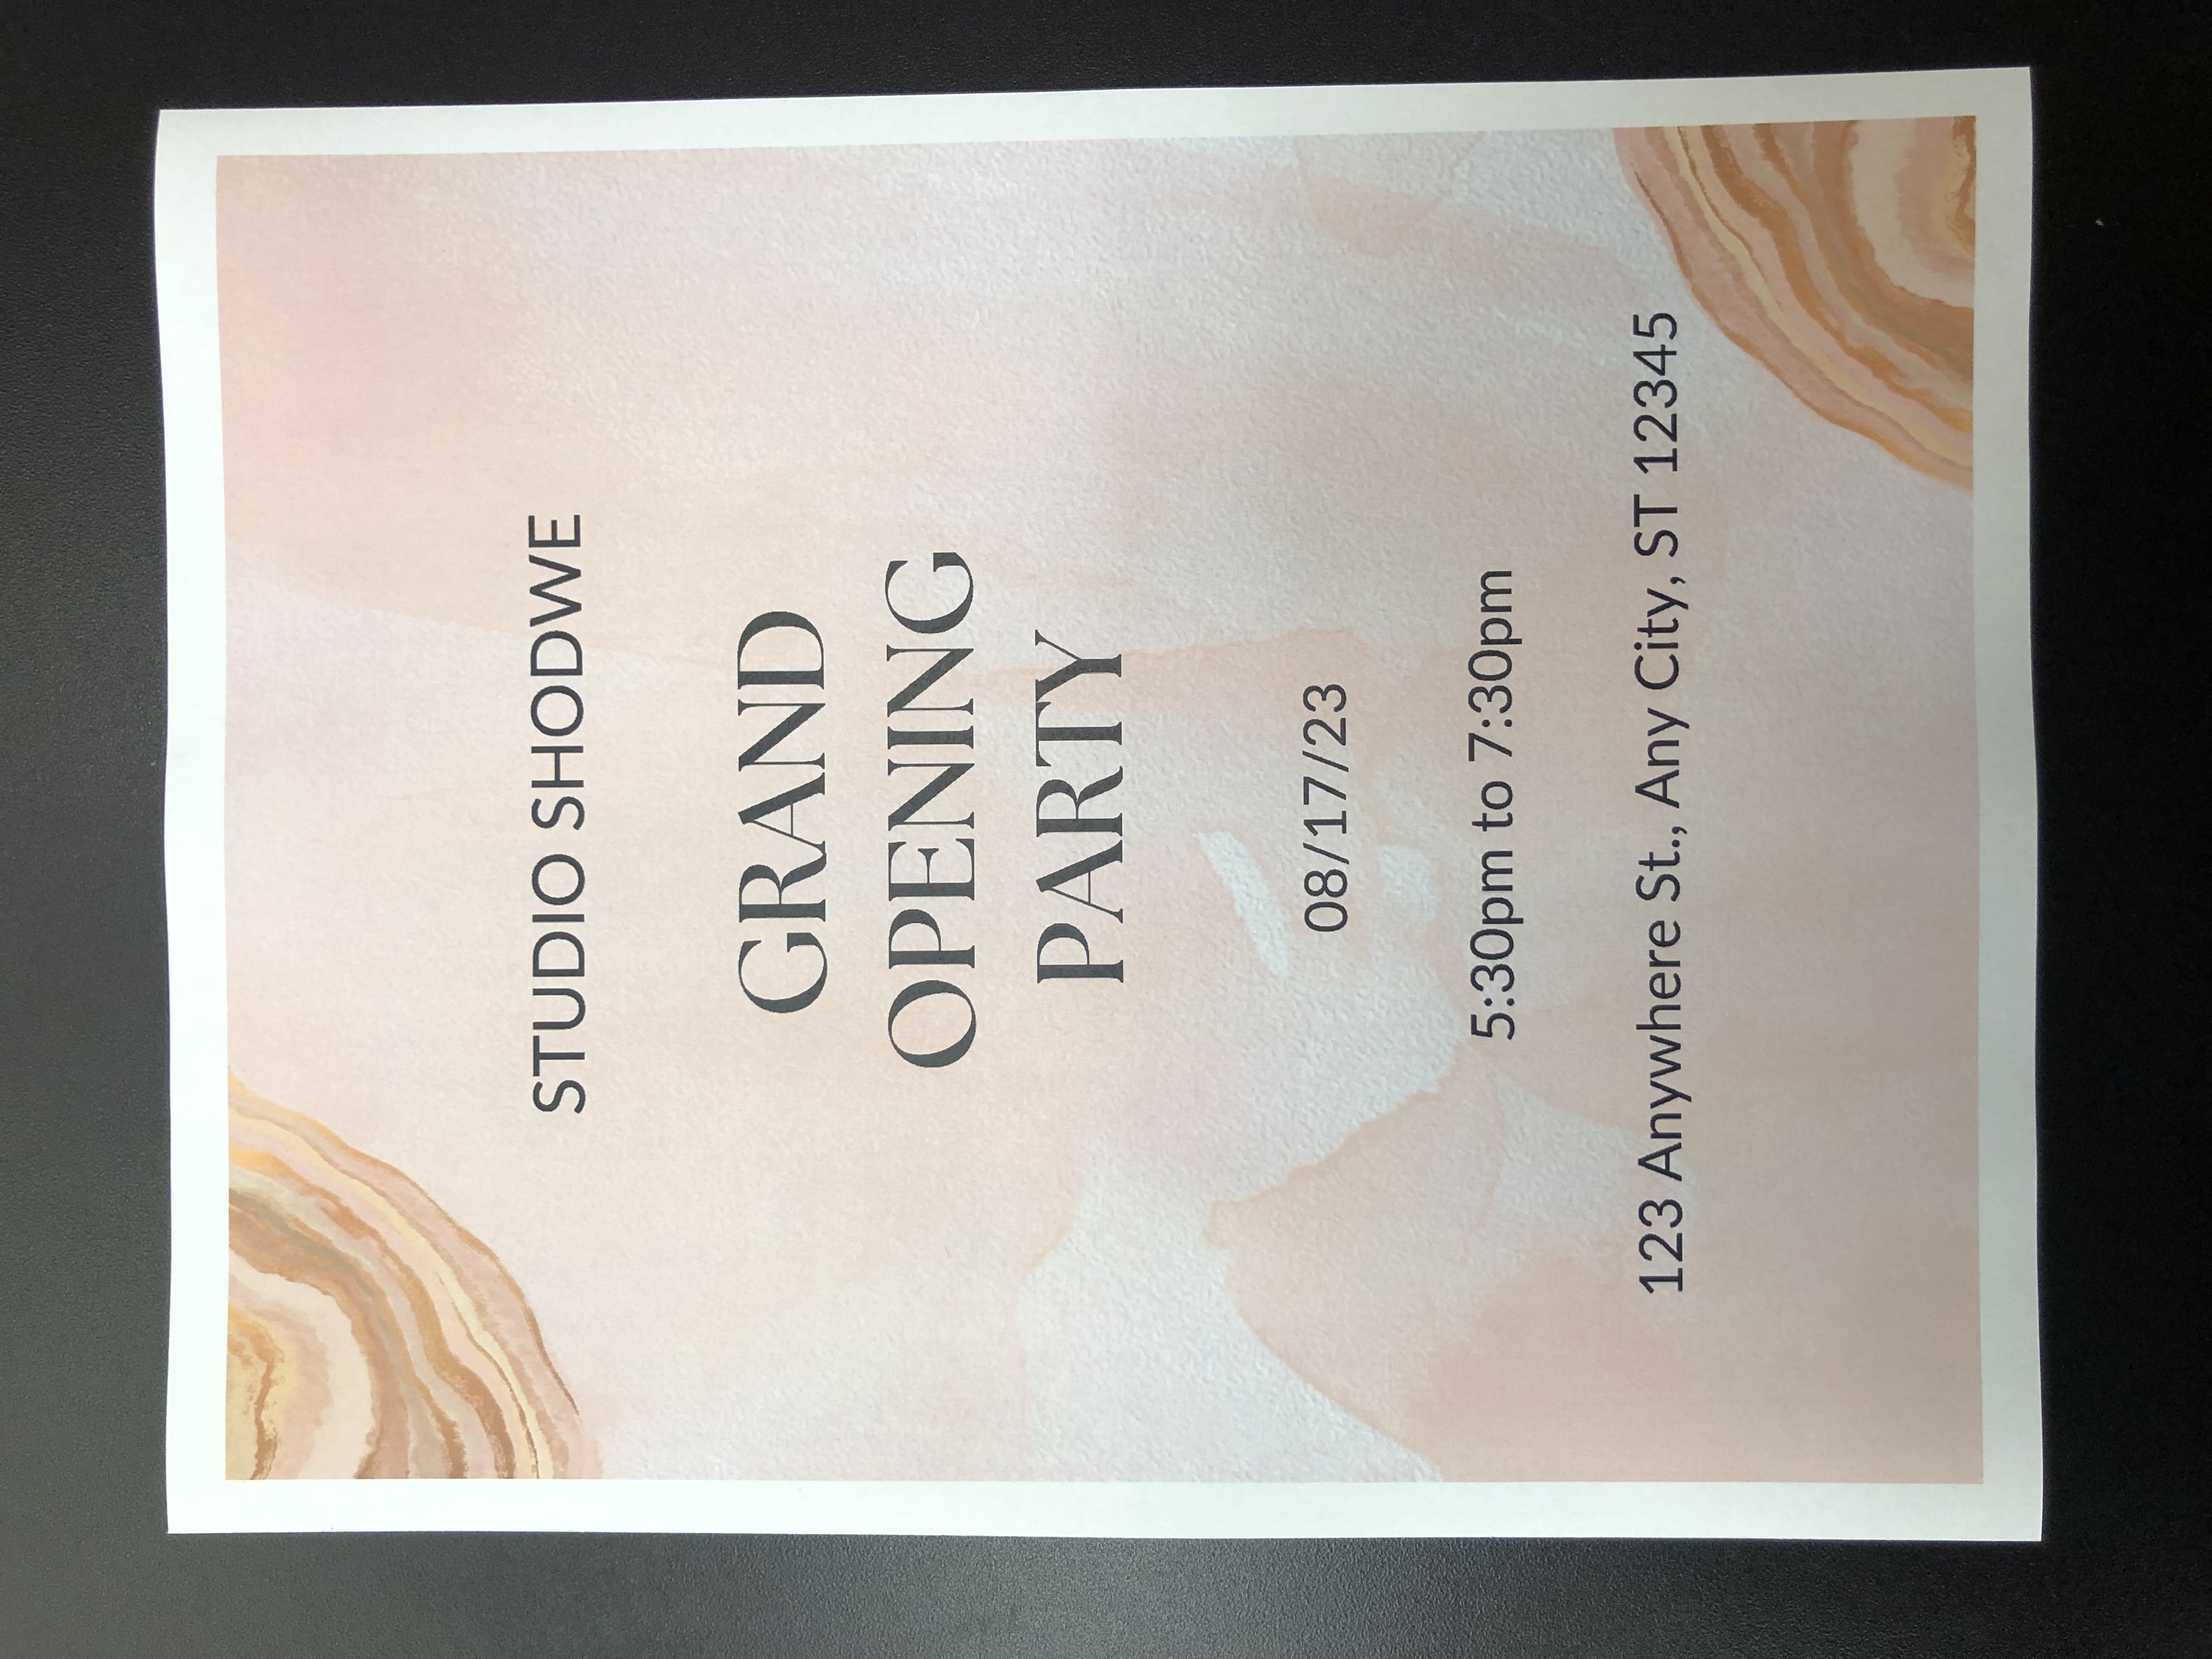 STUDIO SHODWE
GRAND
OPENING
PARTY
08/17/23
5:30pm to 7:30pm
123 Anywhere St., Any City, ST 12345